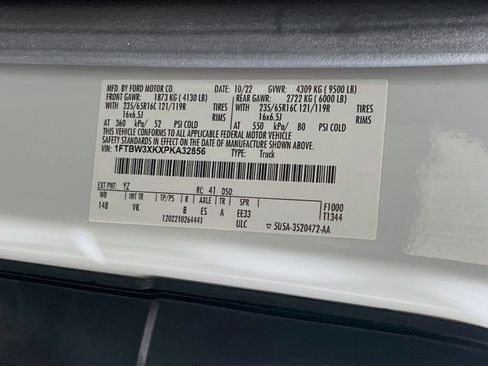 MFD. BY FORD MOTOR CO. DATE: 10/22 GVWR: 4309 KG ( 9500 LB)
FRONT GAWR: 1873 KG ( 4130 LB) REAR GAWR: 2722 KG ( 6000 LB)
WITH 235/65R16C 121/119R TIRES WITH 235/65R16C 121/119R TIRES
16x6.5J RIMS 16x6.5J RIMS
AT 360 kPa/ 52 PSI COLD AT 550 kPa/ 80 PSI COLD
THIS VEHICLE CONFORMS TO ALL APPLICABLE FEDERAL MOTOR VEHICLE
SAFETY STANDARDS IN EFFECT ON THE DATE OF MANUFACTURE SHOWN ABOVE.
VIN: 1FTBW3XKXPKA32856 TYPE: Truck
EXT PNT: YZ RC: 41 DSO:
WB INT TR TP/PS R AXLE TR SPR F1000
148 VK B ES A EE33 T1344
1202210264441 ULC 5U5A-3520472-AA